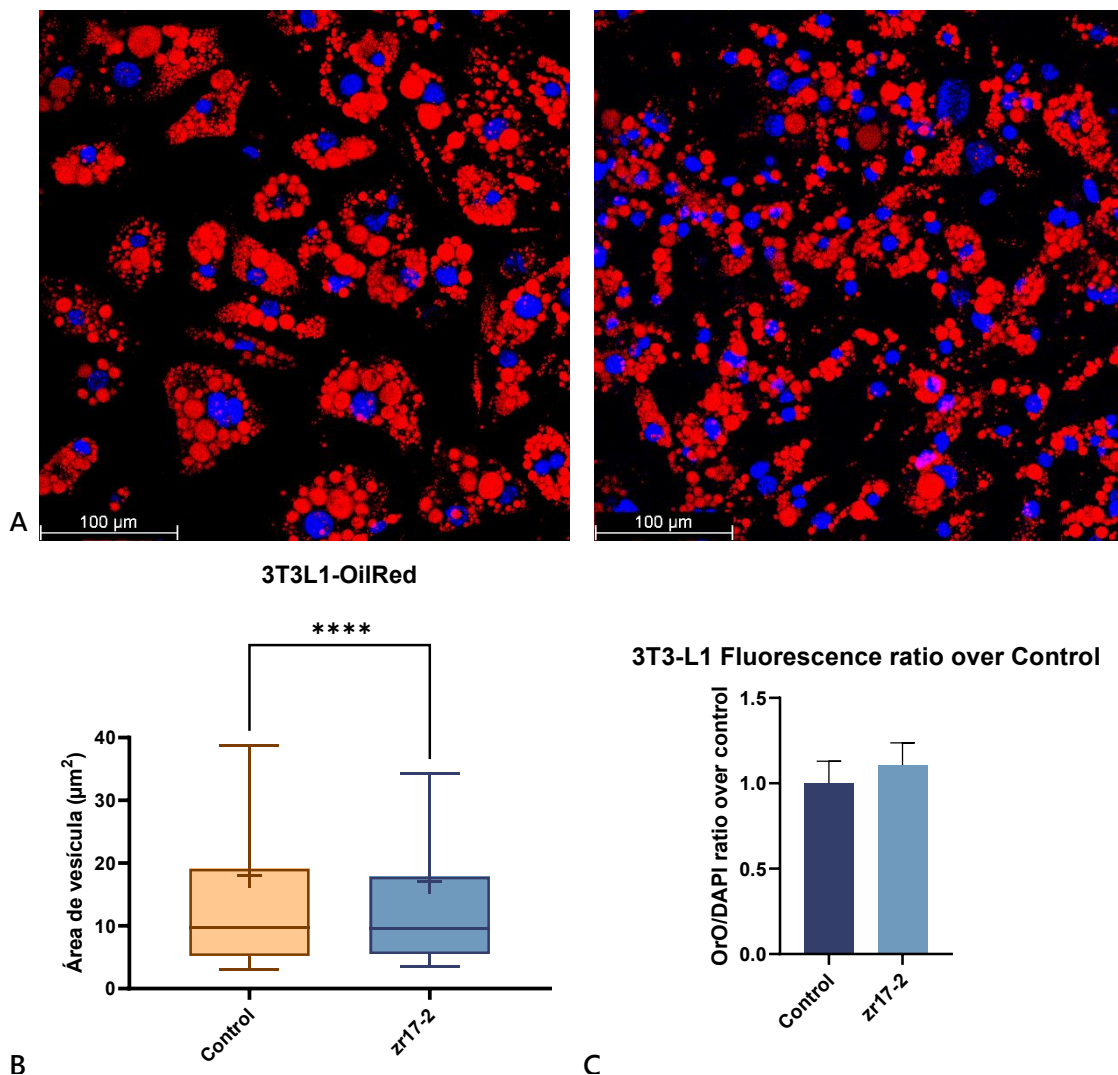 A
100 µm
100 µm
3T3L1-OilRed
****
Área de vesícula (µm²)
40
30
20
10
0
Control
zr17-2
B
3T3-L1 Fluorescence ratio over Control
OrO/DAPI ratio over control
1.5
1.0
0.5
0.0
Control
zr17-2
C